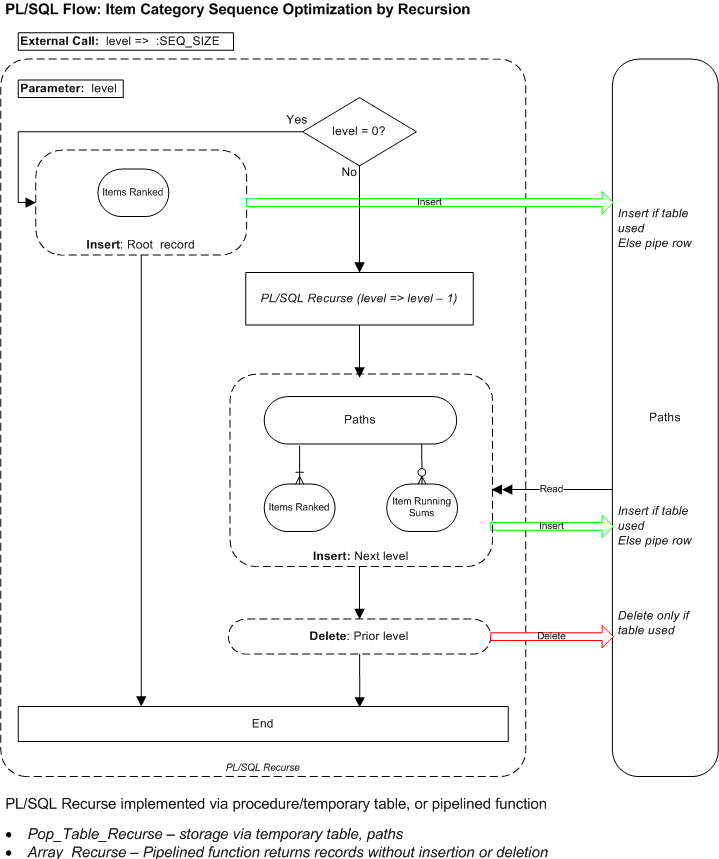 PL/SQL Flow: Item Category Sequence Optimization by Recursion
External Call: level => :SEQ_SIZE
Parameter: level
Yes
level = 0?
No
Items Ranked
Insert: Root record
Insert
Insert if table
used
Else pipe row
PL/SQL Recurse (level => level – 1)
Paths
Paths
Items Ranked
Item Running
Sums
Read
Insert
Insert if table
used
Else pipe row
Insert: Next level
Delete: Prior level
Delete
Delete only if
table used
End
PL/SQL Recurse
PL/SQL Recurse implemented via procedure/temporary table, or pipelined function
• Pop_Table_Recurse – storage via temporary table, paths
• Array_Recurse – Pipelined function returns records without insertion or deletion